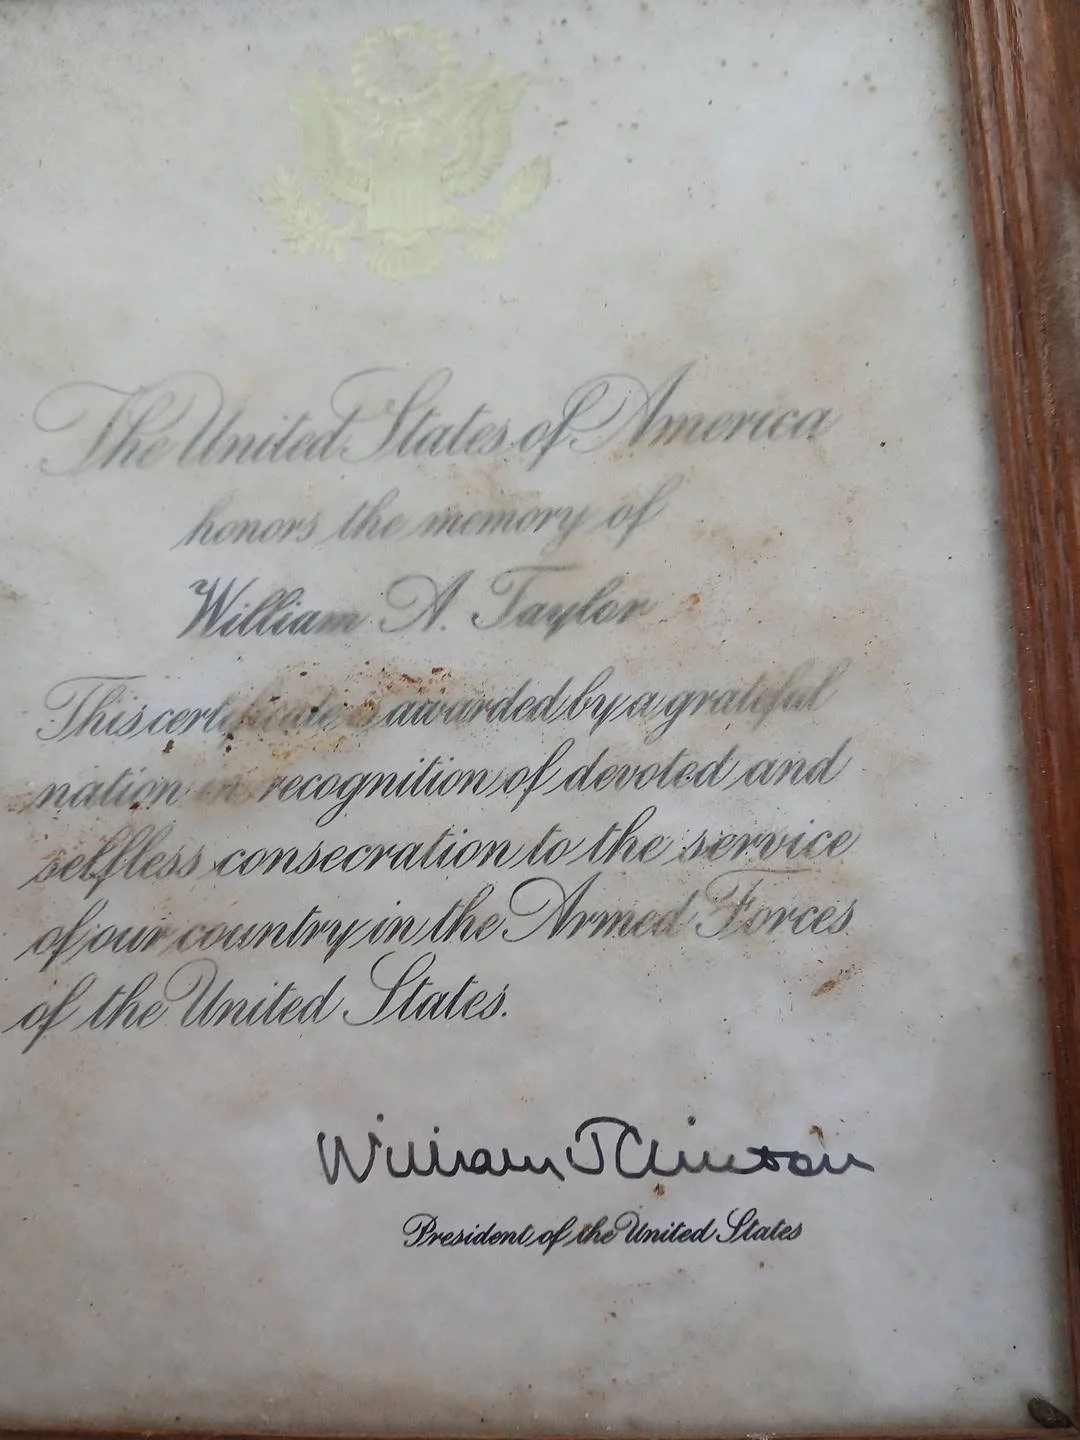 The United States of America
honors the memory of
William A. Taylor
This certificate is awarded by a grateful
nation in recognition of devoted and
selfless consecration to the service
of our country in the Armed Forces
of the United States.
William J Clinton
President of the United States